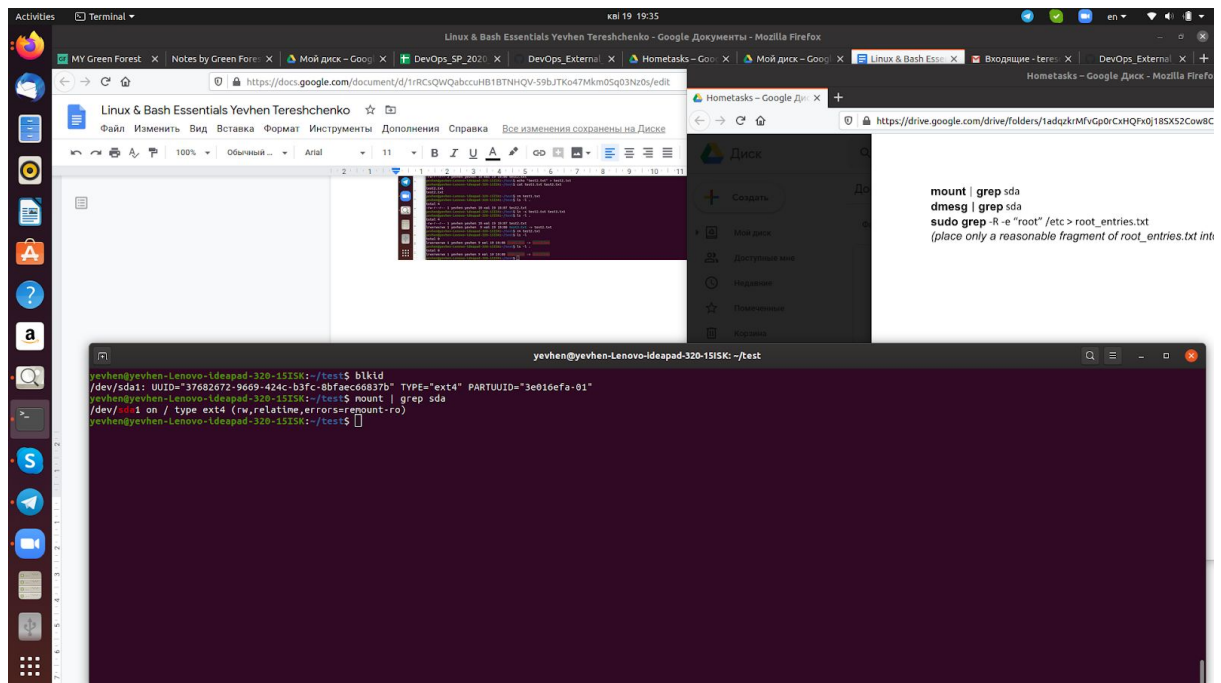 Activities Terminal
кві 19 19:35
en
Linux & Bash Essentials Yevhen Tereshchenko - Google Документы - Mozilla Firefox
MY Green Forest
Notes by Green Fores
Мой диск – Googl
DevOps_SP_2020
DevOps_External
Hometasks – Goo
Мой диск – Googl
Linux & Bash Esse
Входящие - teres
DevOps_External
https://docs.google.com/document/d/1rRCsQWQabccuHB1BTNHQV-59bJTKo47Mkm0Sq03Nz0s/edit
Hometasks – Google Диск - Mozilla Firefo
Linux & Bash Essentials Yevhen Tereshchenko
Hometasks – Google Ди
Файл Изменить Вид Вставка Формат Инструменты Дополнения Справка Все изменения сохранены на Диске
https://drive.google.com/drive/folders/1adqzkrMfvGp0rCxHQFx0j18SX52Cow8C
100% Обычный ... Arial 11 B I U A
Диск
Создать
Мой диск
Доступные мне
Недавние
Помеченные
Корзина
mount | grep sda
dmesg | grep sda
sudo grep -R -e “root” /etc > root_entries.txt
(place only a reasonable fragment of root_entries.txt into
yevhen@yevhen-Lenovo-ideapad-320-15ISK: ~/test
yevhen@yevhen-Lenovo-ideapad-320-15ISK:~/test$ blkid
/dev/sda1: UUID="37682672-9669-424c-b3fc-8bfaec66837b" TYPE="ext4" PARTUUID="3e016efa-01"
yevhen@yevhen-Lenovo-ideapad-320-15ISK:~/test$ mount | grep sda
/dev/sda1 on / type ext4 (rw,relatime,errors=remount-ro)
yevhen@yevhen-Lenovo-ideapad-320-15ISK:~/test$